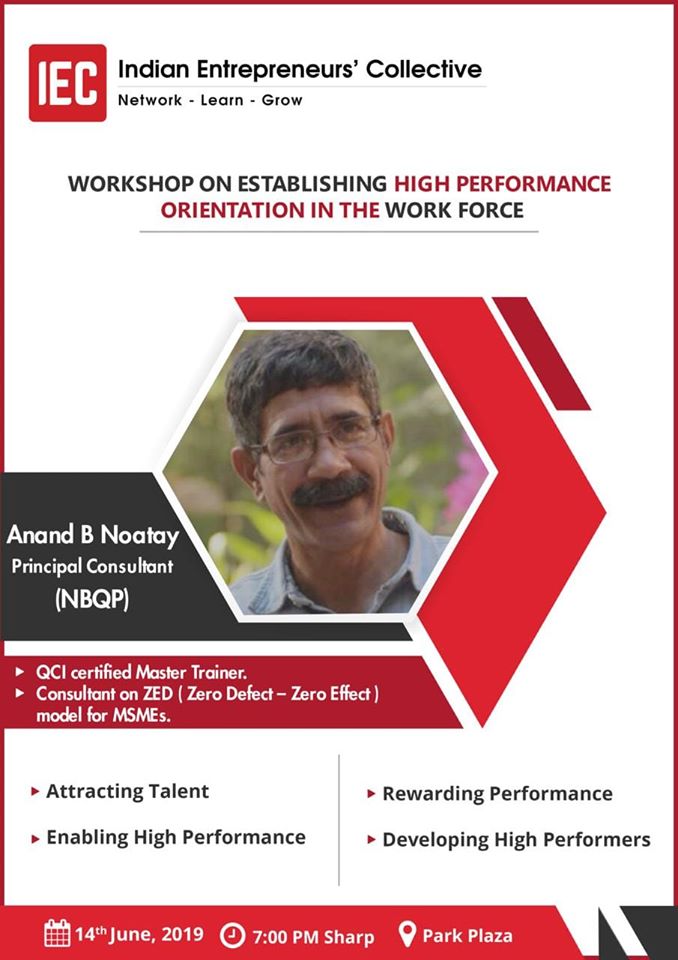 IEC
Indian Entrepreneurs' Collective
Network - Learn - Grow
WORKSHOP ON ESTABLISHING HIGH PERFORMANCE
ORIENTATION IN THE WORK FORCE
Anand B Noatay
Principal Consultant
(NBQP)
QCI certified Master Trainer.
Consultant on ZED ( Zero Defect – Zero Effect )
model for MSMEs.
Attracting Talent
Enabling High Performance
Rewarding Performance
Developing High Performers
14th June, 2019
7:00 PM Sharp
Park Plaza